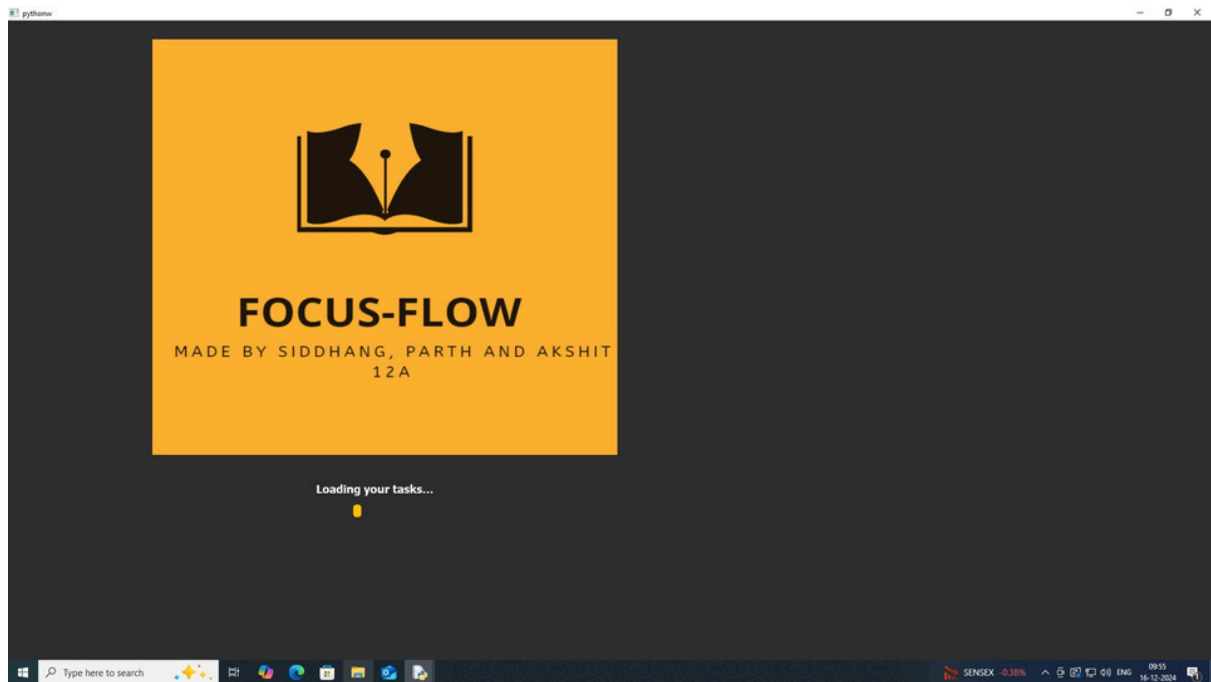 pythonw
FOCUS-FLOW
MADE BY SIDDHANG, PARTH AND AKSHIT
12A
Loading your tasks...
Type here to search
SENSEX -0.38%
ENG
09:55
16-12-2024